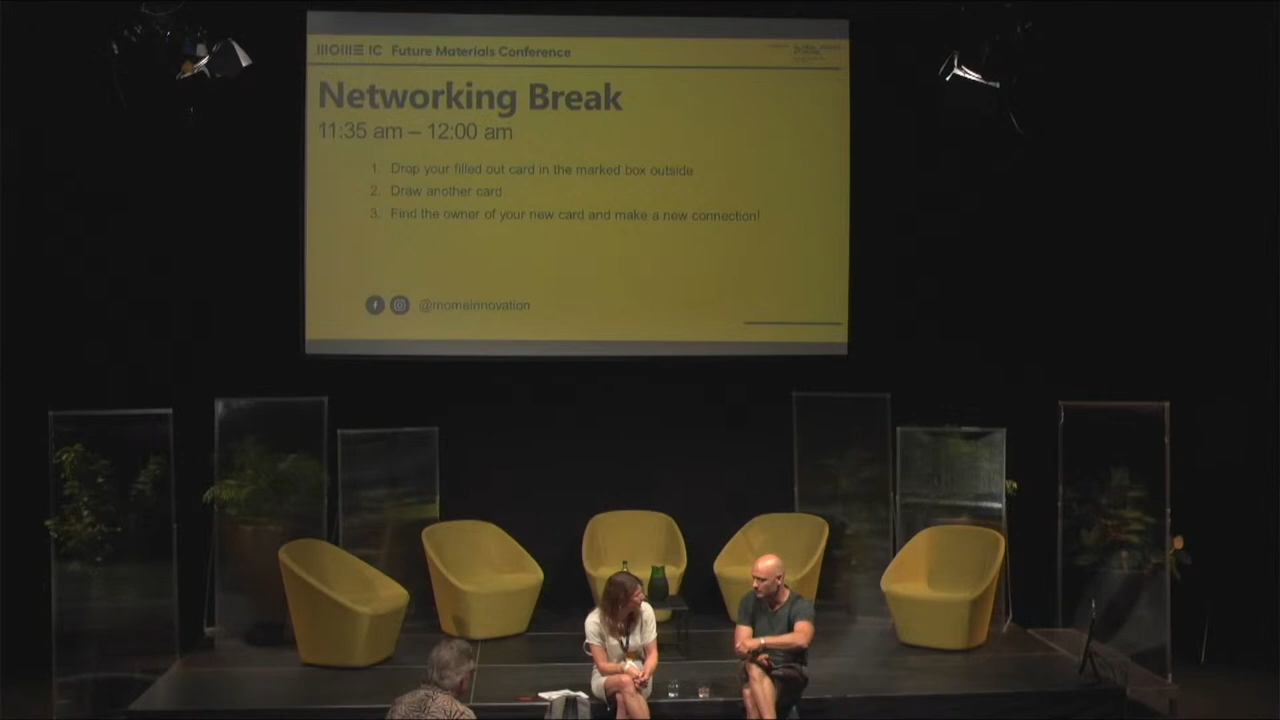 MOME IC Future Materials Conference
Networking Break
11:35 am – 12:00 am
1. Drop your filled out card in the marked box outside
2. Draw another card
3. Find the owner of your new card and make a new connection!
@momeinnovation